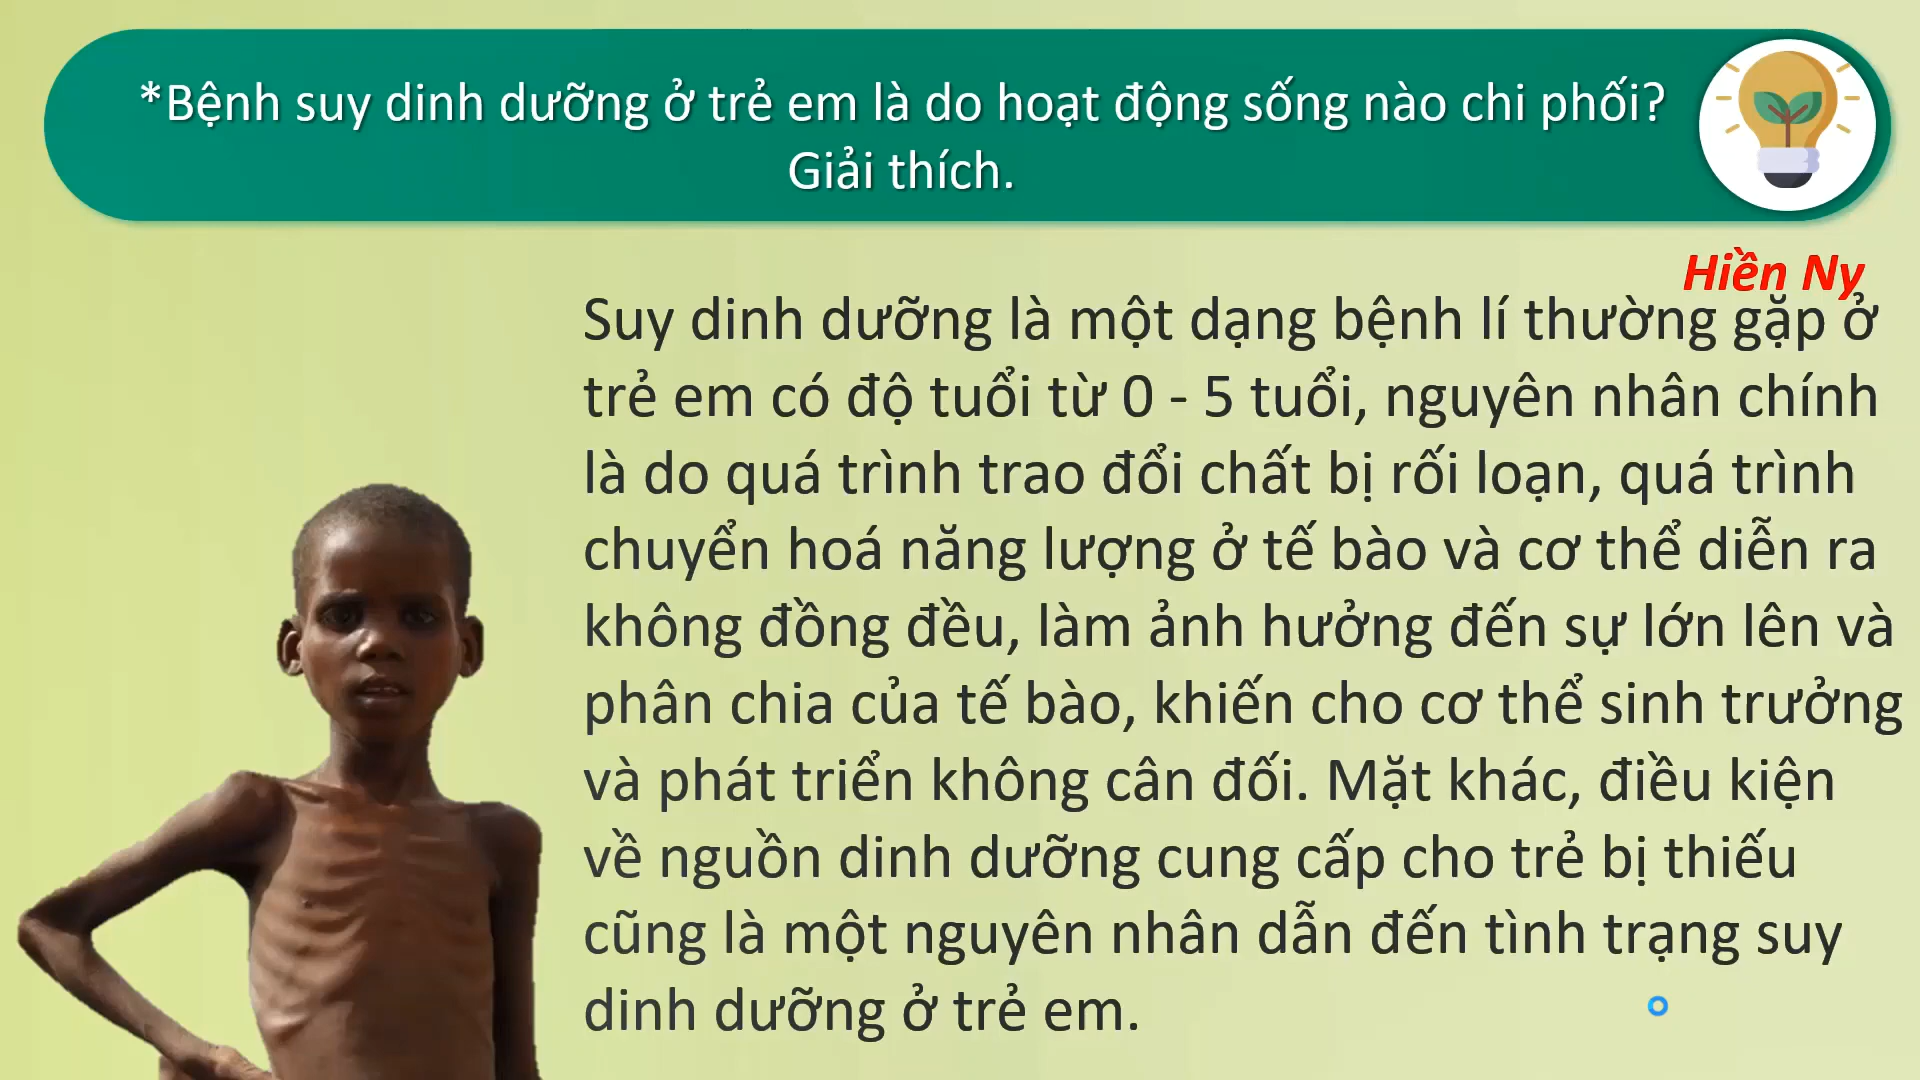 *Bệnh suy dinh dưỡng ở trẻ em là do hoạt động sống nào chi phối?
Giải thích.
Hiền Ny
Suy dinh dưỡng là một dạng bệnh lí thường gặp ở
trẻ em có độ tuổi từ 0 - 5 tuổi, nguyên nhân chính
là do quá trình trao đổi chất bị rối loạn, quá trình
chuyển hoá năng lượng ở tế bào và cơ thể diễn ra
không đồng đều, làm ảnh hưởng đến sự lớn lên và
phân chia của tế bào, khiến cho cơ thể sinh trưởng
và phát triển không cân đối. Mặt khác, điều kiện
về nguồn dinh dưỡng cung cấp cho trẻ bị thiếu
cũng là một nguyên nhân dẫn đến tình trạng suy
dinh dưỡng ở trẻ em.